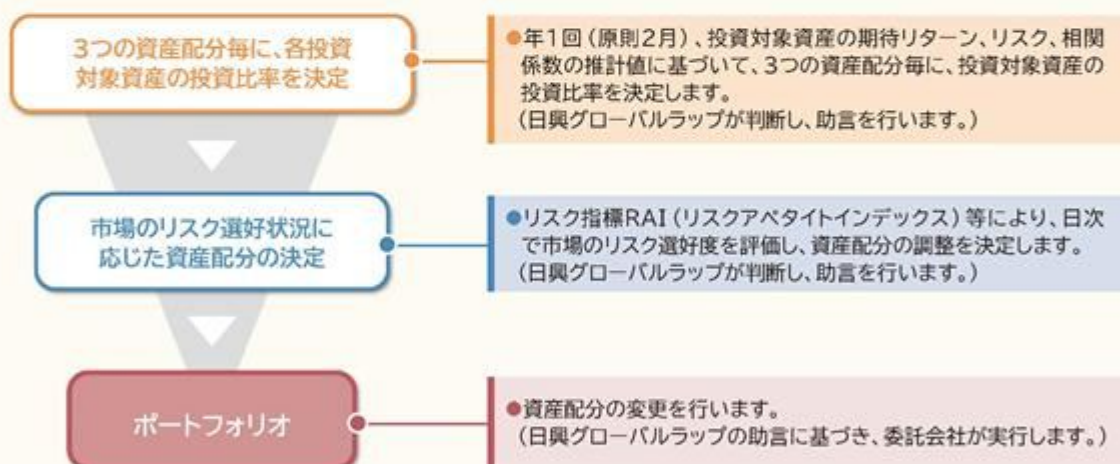 3つの資産配分毎に、各投資
対象資産の投資比率を決定
●年1回(原則2月)、投資対象資産の期待リターン、リスク、相関
係数の推計値に基づいて、3つの資産配分毎に、投資対象資産の
投資比率を決定します。
(日興グローバルラップが判断し、助言を行います。)
市場のリスク選好状況に
応じた資産配分の決定
●リスク指標RAI(リスクアペタイトインデックス)等により、日次
で市場のリスク選好度を評価し、資産配分の調整を決定します。
(日興グローバルラップが判断し、助言を行います。)
ポートフォリオ
●資産配分の変更を行います。
(日興グローバルラップの助言に基づき、委託会社が実行します。)